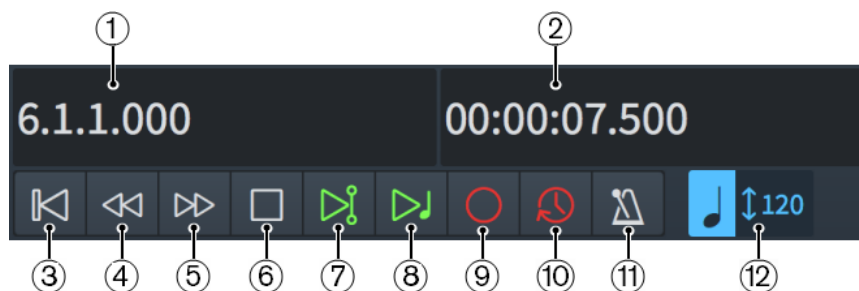 ① ②
6.1.1.000 00:00:07.500
120
③ ④ ⑤ ⑥ ⑦ ⑧ ⑨ ⑩ ⑪ ⑫